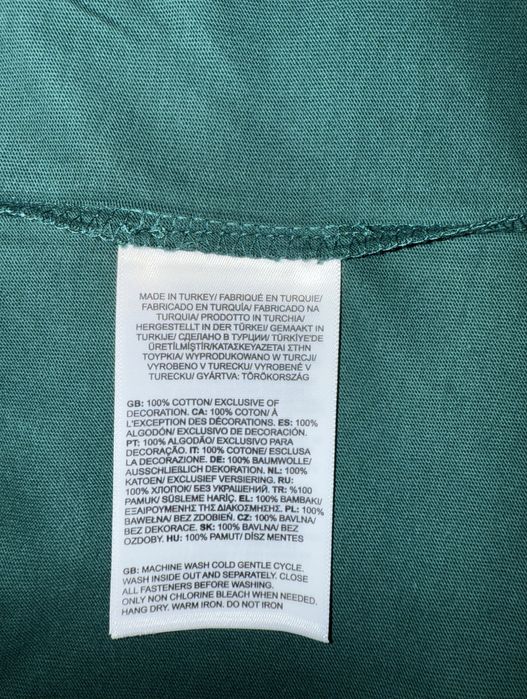 MADE IN TURKEY/ FABRIQUÉ EN TURQUIE/
FABRICADO EN TURQUÍA/ FABRICADO NA
TURQUIA/ PRODOTTO IN TURCHIA/
HERGESTELLT IN DER TÜRKEI/ GEMAAKT IN
TURKIJE/ СДЕЛАНО В ТУРЦИИ/ TÜRKİYE'DE
ÜRETİLMİŞTİR/ΚΑΤΑΣΚΕΥΑΖΕΤΑΙ ΣΤΗΝ
ΤΟΥΡΚΙΑ/ WYPRODUKOWANO W TURCJI/
VYROBENO V TURECKU/ VYROBENÉ V
TURECKU/ GYÁRTVA: TÖRÖKORSZÁG
GB: 100% COTTON/ EXCLUSIVE OF
DECORATION. CA: 100% COTON/ À
L'EXCEPTION DES DÉCORATIONS. ES: 100%
ALGODÓN/ EXCLUSIVO DE DECORACIÓN.
PT: 100% ALGODÃO/ EXCLUSIVO PARA
DECORAÇÃO. IT: 100% COTONE/ ESCLUSA
LA DECORAZIONE. DE: 100% BAUMWOLLE/
AUSSCHLIEßLICH DEKORATION. NL: 100%
KATOEN/ EXCLUSIEF VERSIERING. RU:
100% ХЛОПОК/ БЕЗ УКРАШЕНИЙ. TR: %100
PAMUK/ SÜSLEME HARİÇ. EL: 100% ΒΑΜΒΑΚΙ/
ΕΞΑΙΡΟΥΜΕΝΗΣ ΤΗΣ ΔΙΑΚΟΣΜΗΣΗΣ. PL: 100%
BAWEŁNA/ BEZ ZDOBIEŃ. CZ: 100% BAVLNA/
BEZ DEKORACE. SK: 100% BAVLNA/ BEZ
OZDOBY. HU: 100% PAMUT/ DÍSZ MENTES
GB: MACHINE WASH COLD GENTLE CYCLE.
WASH INSIDE OUT AND SEPARATELY. CLOSE
ALL FASTENERS BEFORE WASHING.
ONLY NON CHLORINE BLEACH WHEN NEEDED.
HANG DRY. WARM IRON. DO NOT IRON